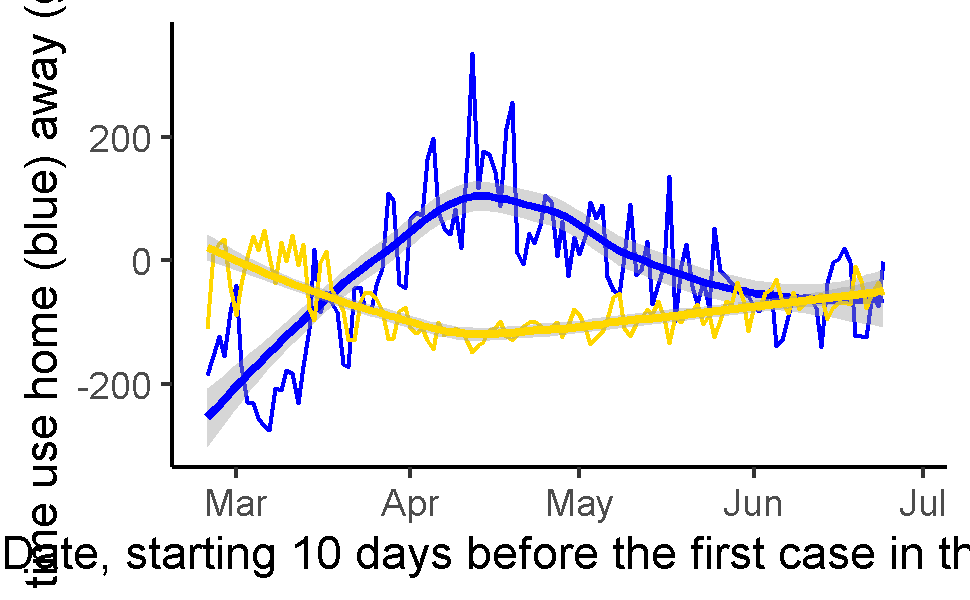 time use home (blue) away (
200
0
-200
Mar Apr May Jun Jul
Date, starting 10 days before the first case in th